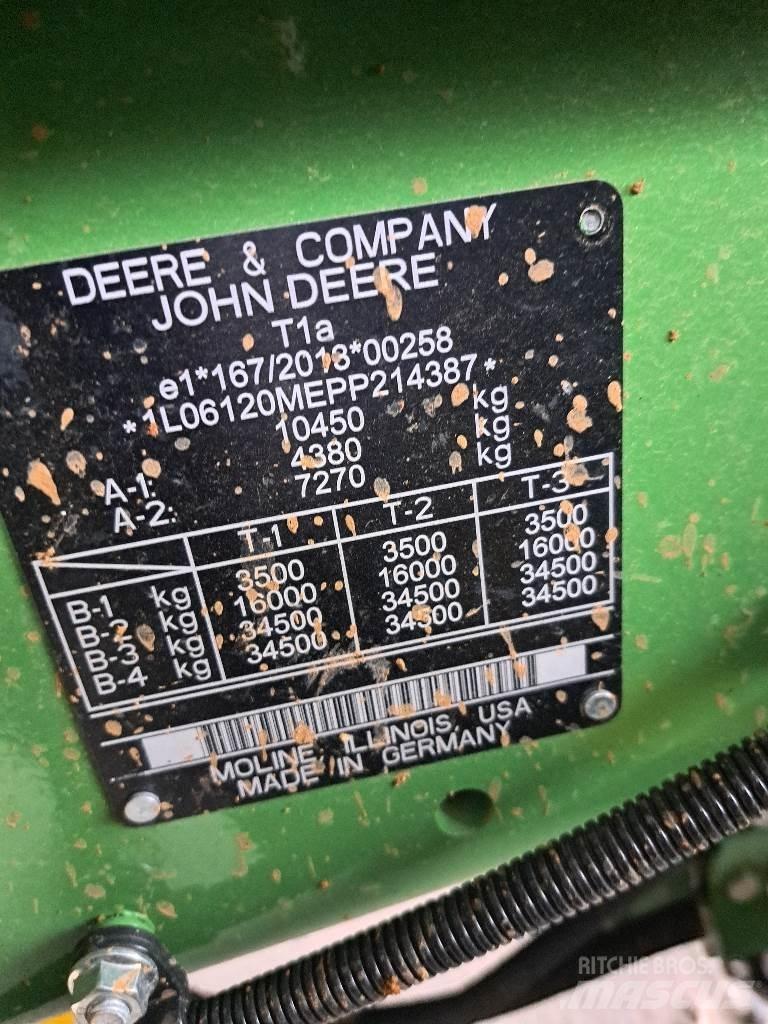 DEERE & COMPANY
JOHN DEERE
T1a
e1*167/2013*00258
*1L06120MEPP214387*
10450 kg
A-1: 4380 kg
A-2: 7270 kg
T-1 T-2 T-3
B-1 kg 3500 3500 3500
B-2 kg 16000 16000 16000
B-3 kg 34500 34500 34500
B-4 kg 34500 34500 34500
MOLINE, ILLINOIS, USA
MADE IN GERMANY
RITCHIE BROS.
MASCUS